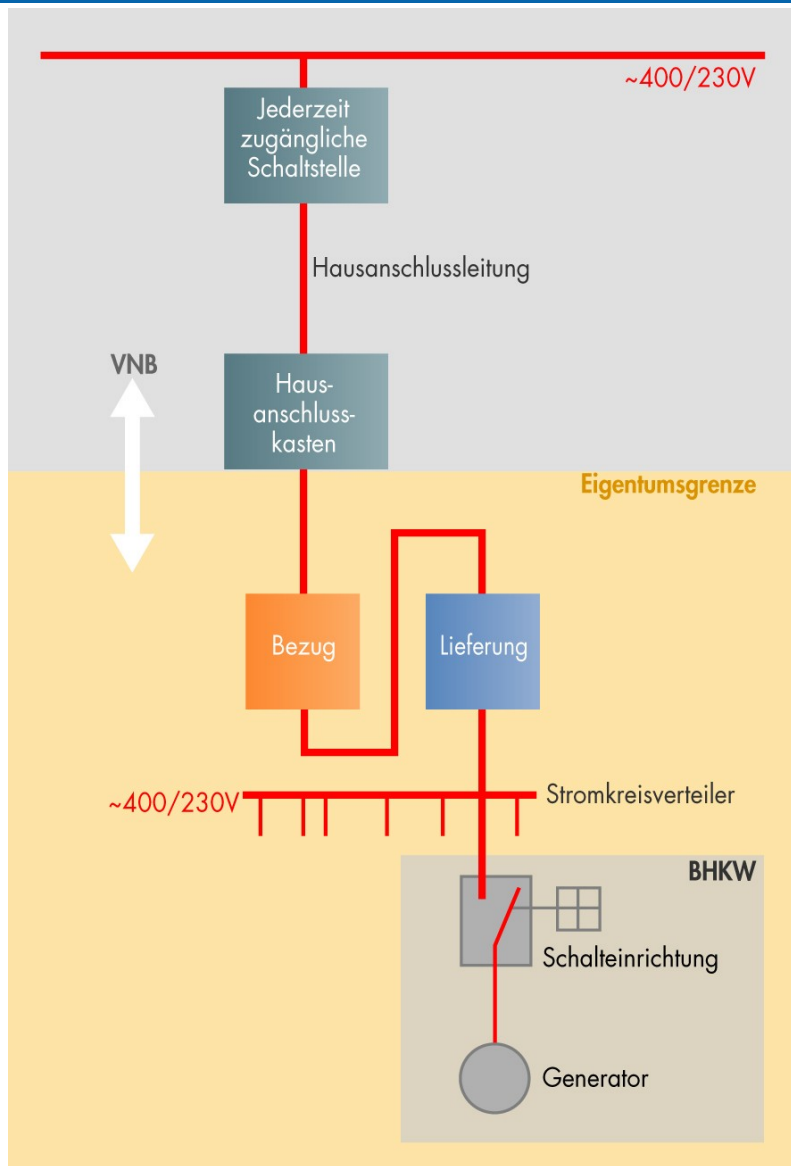 ~400/230V
Jederzeit
zugängliche
Schaltstelle
Hausanschlussleitung
VNB
Haus-
anschluss-
kasten
Eigentumsgrenze
Bezug
Lieferung
~400/230V
Stromkreisverteiler
BHKW
Schalteinrichtung
Generator